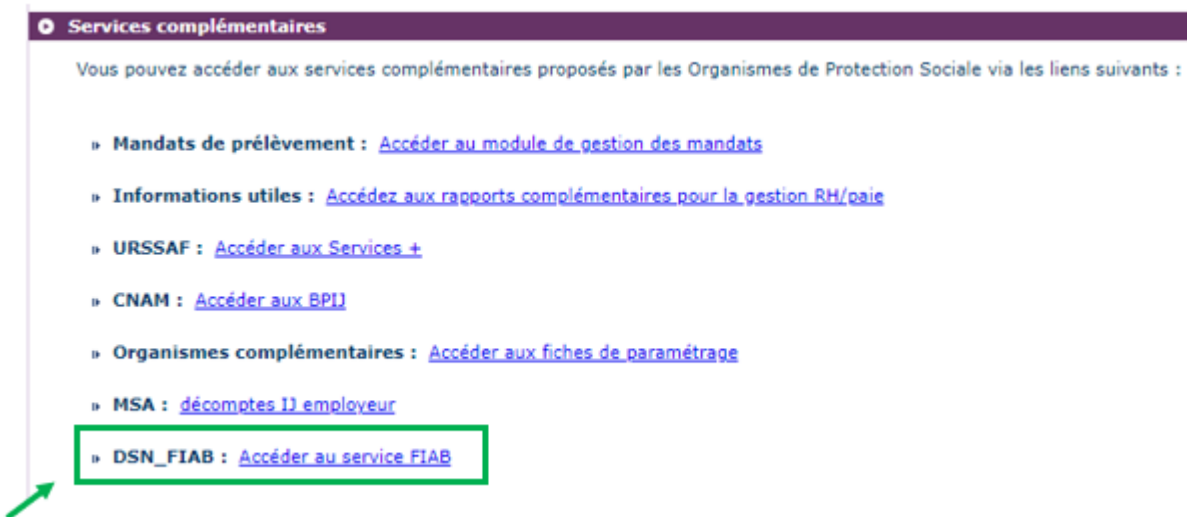 Services complémentaires
Vous pouvez accéder aux services complémentaires proposés par les Organismes de Protection Sociale via les liens suivants :
Mandats de prélèvement : Accéder au module de gestion des mandats
Informations utiles : Accédez aux rapports complémentaires pour la gestion RH/paie
URSSAF : Accéder aux Services +
CNAM : Accéder aux BPIJ
Organismes complémentaires : Accéder aux fiches de paramétrage
MSA : décomptes IJ employeur
DSN_FIAB : Accéder au service FIAB